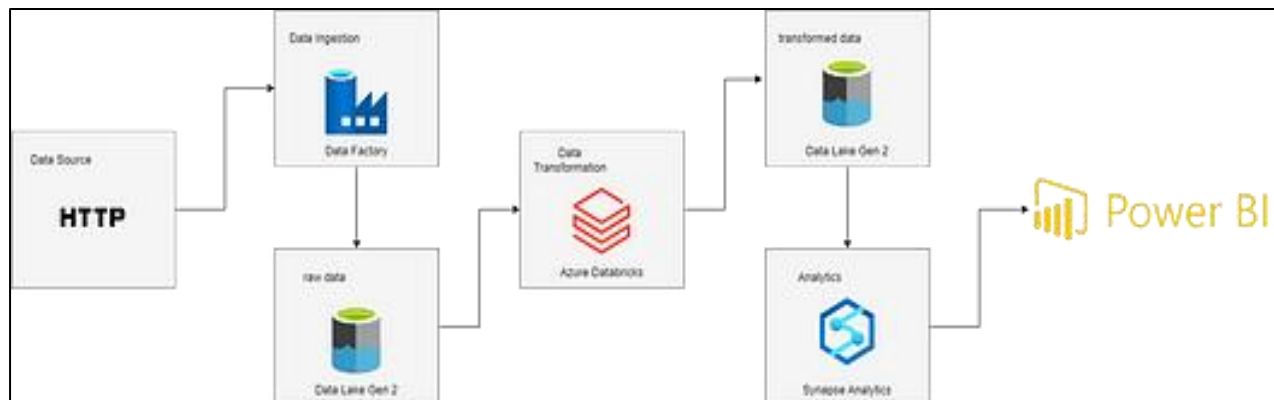 Data Source
HTTP
Data Ingestion
Data Factory
raw data
Data Lake Gen 2
Data
Transformation
Azure Databricks
transformed data
Data Lake Gen 2
Analytics
Synapse Analytics
Power BI